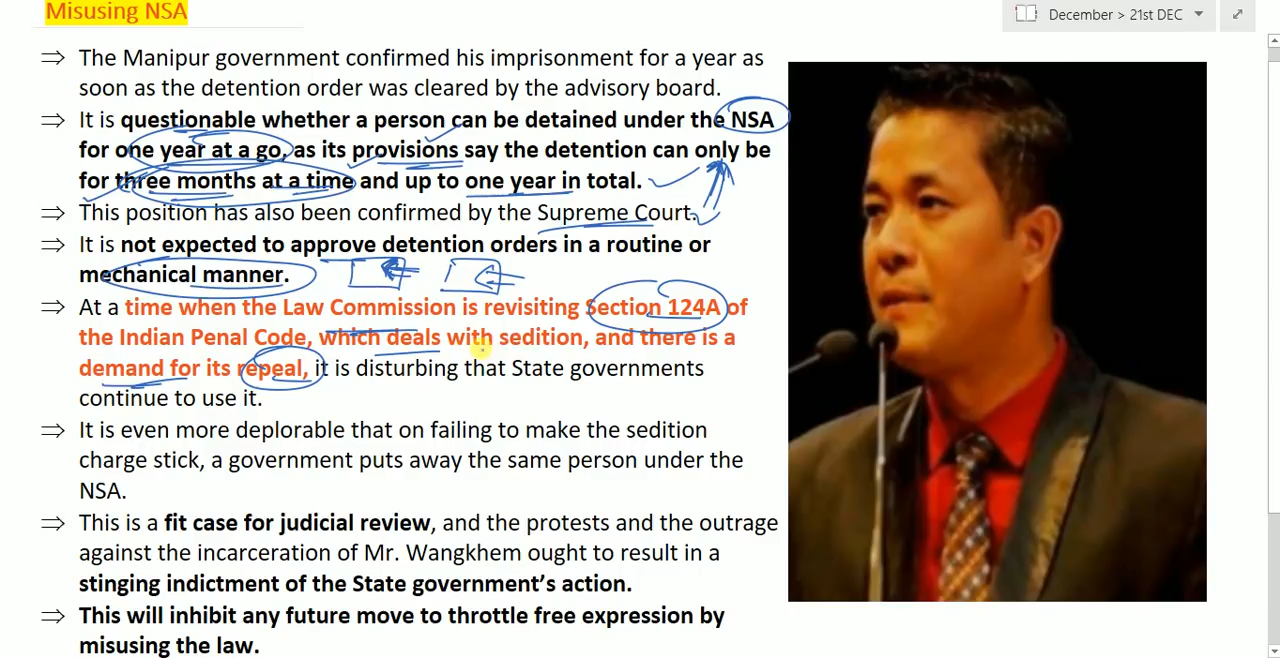 Misusing NSA
December > 21st DEC
⇒ The Manipur government confirmed his imprisonment for a year as
soon as the detention order was cleared by the advisory board.
⇒ It is questionable whether a person can be detained under the NSA
for one year at a go, as its provisions say the detention can only be
for three months at a time and up to one year in total.
⇒ This position has also been confirmed by the Supreme Court.
⇒ It is not expected to approve detention orders in a routine or
mechanical manner.
⇒ At a time when the Law Commission is revisiting Section 124A of
the Indian Penal Code, which deals with sedition, and there is a
demand for its repeal, it is disturbing that State governments
continue to use it.
⇒ It is even more deplorable that on failing to make the sedition
charge stick, a government puts away the same person under the
NSA.
⇒ This is a fit case for judicial review, and the protests and the outrage
against the incarceration of Mr. Wangkhem ought to result in a
stinging indictment of the State government's action.
⇒ This will inhibit any future move to throttle free expression by
misusing the law.